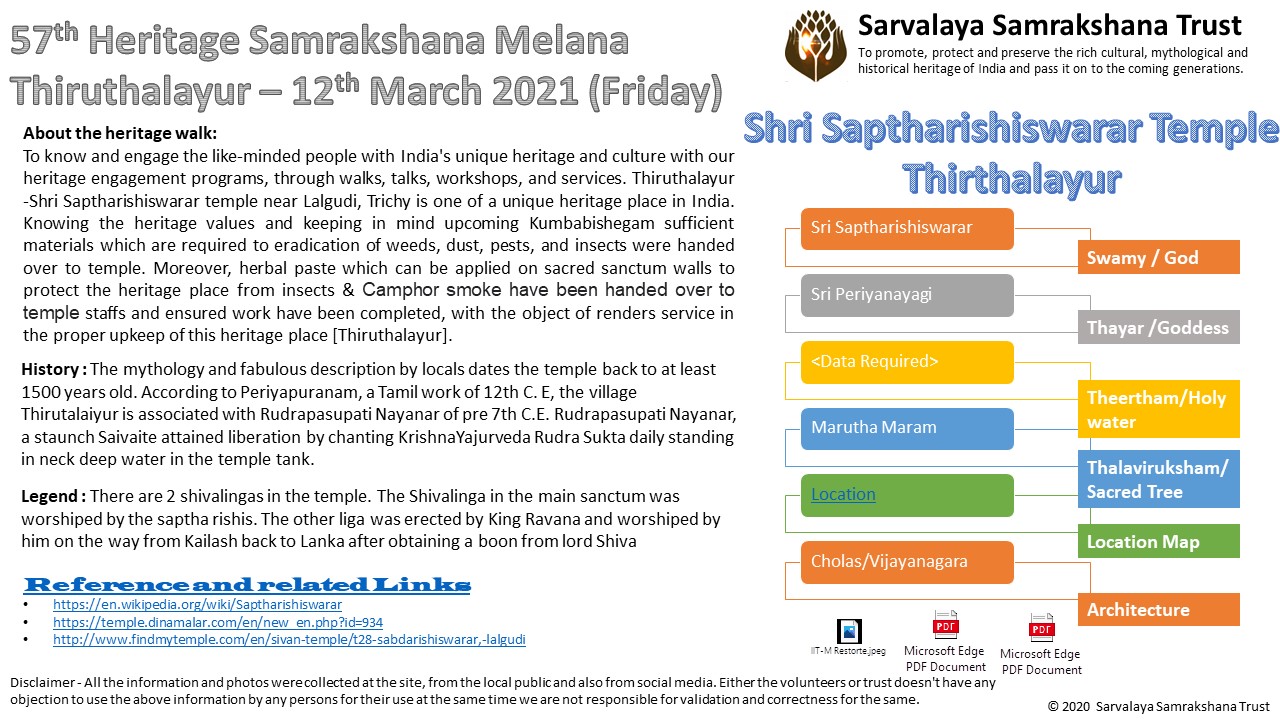 57th Heritage Samrakshana Melana
Thiruthalayur – 12th March 2021 (Friday)
Sarvalaya Samrakshana Trust
To promote, protect and preserve the rich cultural, mythological and
historical heritage of India and pass it on to the coming generations.
About the heritage walk:
To know and engage the like-minded people with India's unique heritage and culture with our
heritage engagement programs, through walks, talks, workshops, and services. Thiruthalayur
-Shri Saptharishiswarar temple near Lalgudi, Trichy is one of a unique heritage place in India.
Knowing the heritage values and keeping in mind upcoming Kumbabishegam sufficient
materials which are required to eradication of weeds, dust, pests, and insects were handed
over to temple. Moreover, herbal paste which can be applied on sacred sanctum walls to
protect the heritage place from insects & Camphor smoke have been handed over to
temple staffs and ensured work have been completed, with the object of renders service in
the proper upkeep of this heritage place [Thiruthalayur].
History : The mythology and fabulous description by locals dates the temple back to at least
1500 years old. According to Periyapuranam, a Tamil work of 12th C. E, the village
Thirutalaiyur is associated with Rudrapasupati Nayanar of pre 7th C.E. Rudrapasupati Nayanar,
a staunch Saivaite attained liberation by chanting KrishnaYajurveda Rudra Sukta daily standing
in neck deep water in the temple tank.
Legend : There are 2 shivalingas in the temple. The Shivalinga in the main sanctum was
worshiped by the saptha rishis. The other liga was erected by King Ravana and worshiped by
him on the way from Kailash back to Lanka after obtaining a boon from lord Shiva
Reference and related Links
• https://en.wikipedia.org/wiki/Saptharishiswarar
• https://temple.dinamalar.com/en/new_en.php?id=934
• http://www.findmytemple.com/en/sivan-temple/t28-sabdarishiswarar,-lalgudi
Shri Saptharishiswarar Temple
Thirthalayur
Sri Saptharishiswarar
Swamy / God
Sri Periyanayagi
Thayar /Goddess
<Data Required>
Theertham/Holy
water
Marutha Maram
Thalaviruksham/
Sacred Tree
Location
Location Map
Cholas/Vijayanagara
Architecture
IIT-M Restorte.jpeg
PDF
Microsoft Edge
PDF Document
PDF
Microsoft Edge
PDF Document
Disclaimer - All the information and photos were collected at the site, from the local public and also from social media. Either the volunteers or trust doesn't have any
objection to use the above information by any persons for their use at the same time we are not responsible for validation and correctness for the same.
© 2020 Sarvalaya Samrakshana Trust